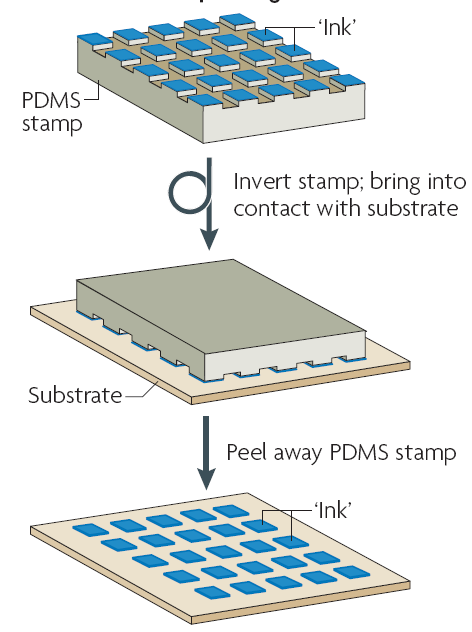 'Ink'
PDMS
stamp
Invert stamp; bring into
contact with substrate
Substrate
Peel away PDMS stamp
'Ink'